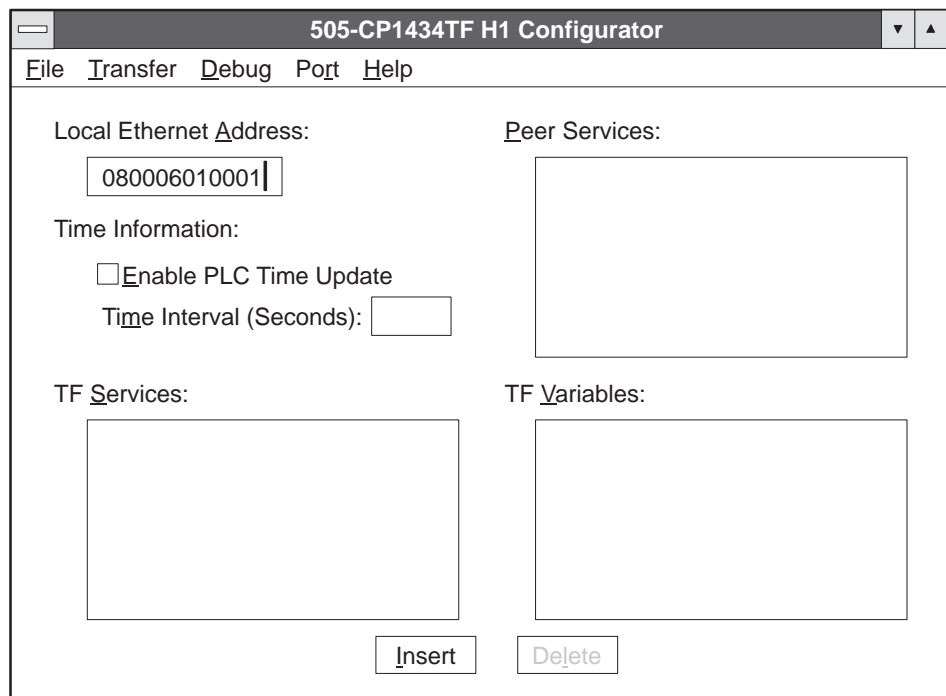 505-CP1434TF H1 Configurator
File Transfer Debug Port Help
Local Ethernet Address:
080006010001
Time Information:
Enable PLC Time Update
Time Interval (Seconds):
Peer Services:
TF Services:
TF Variables:
Insert Delete